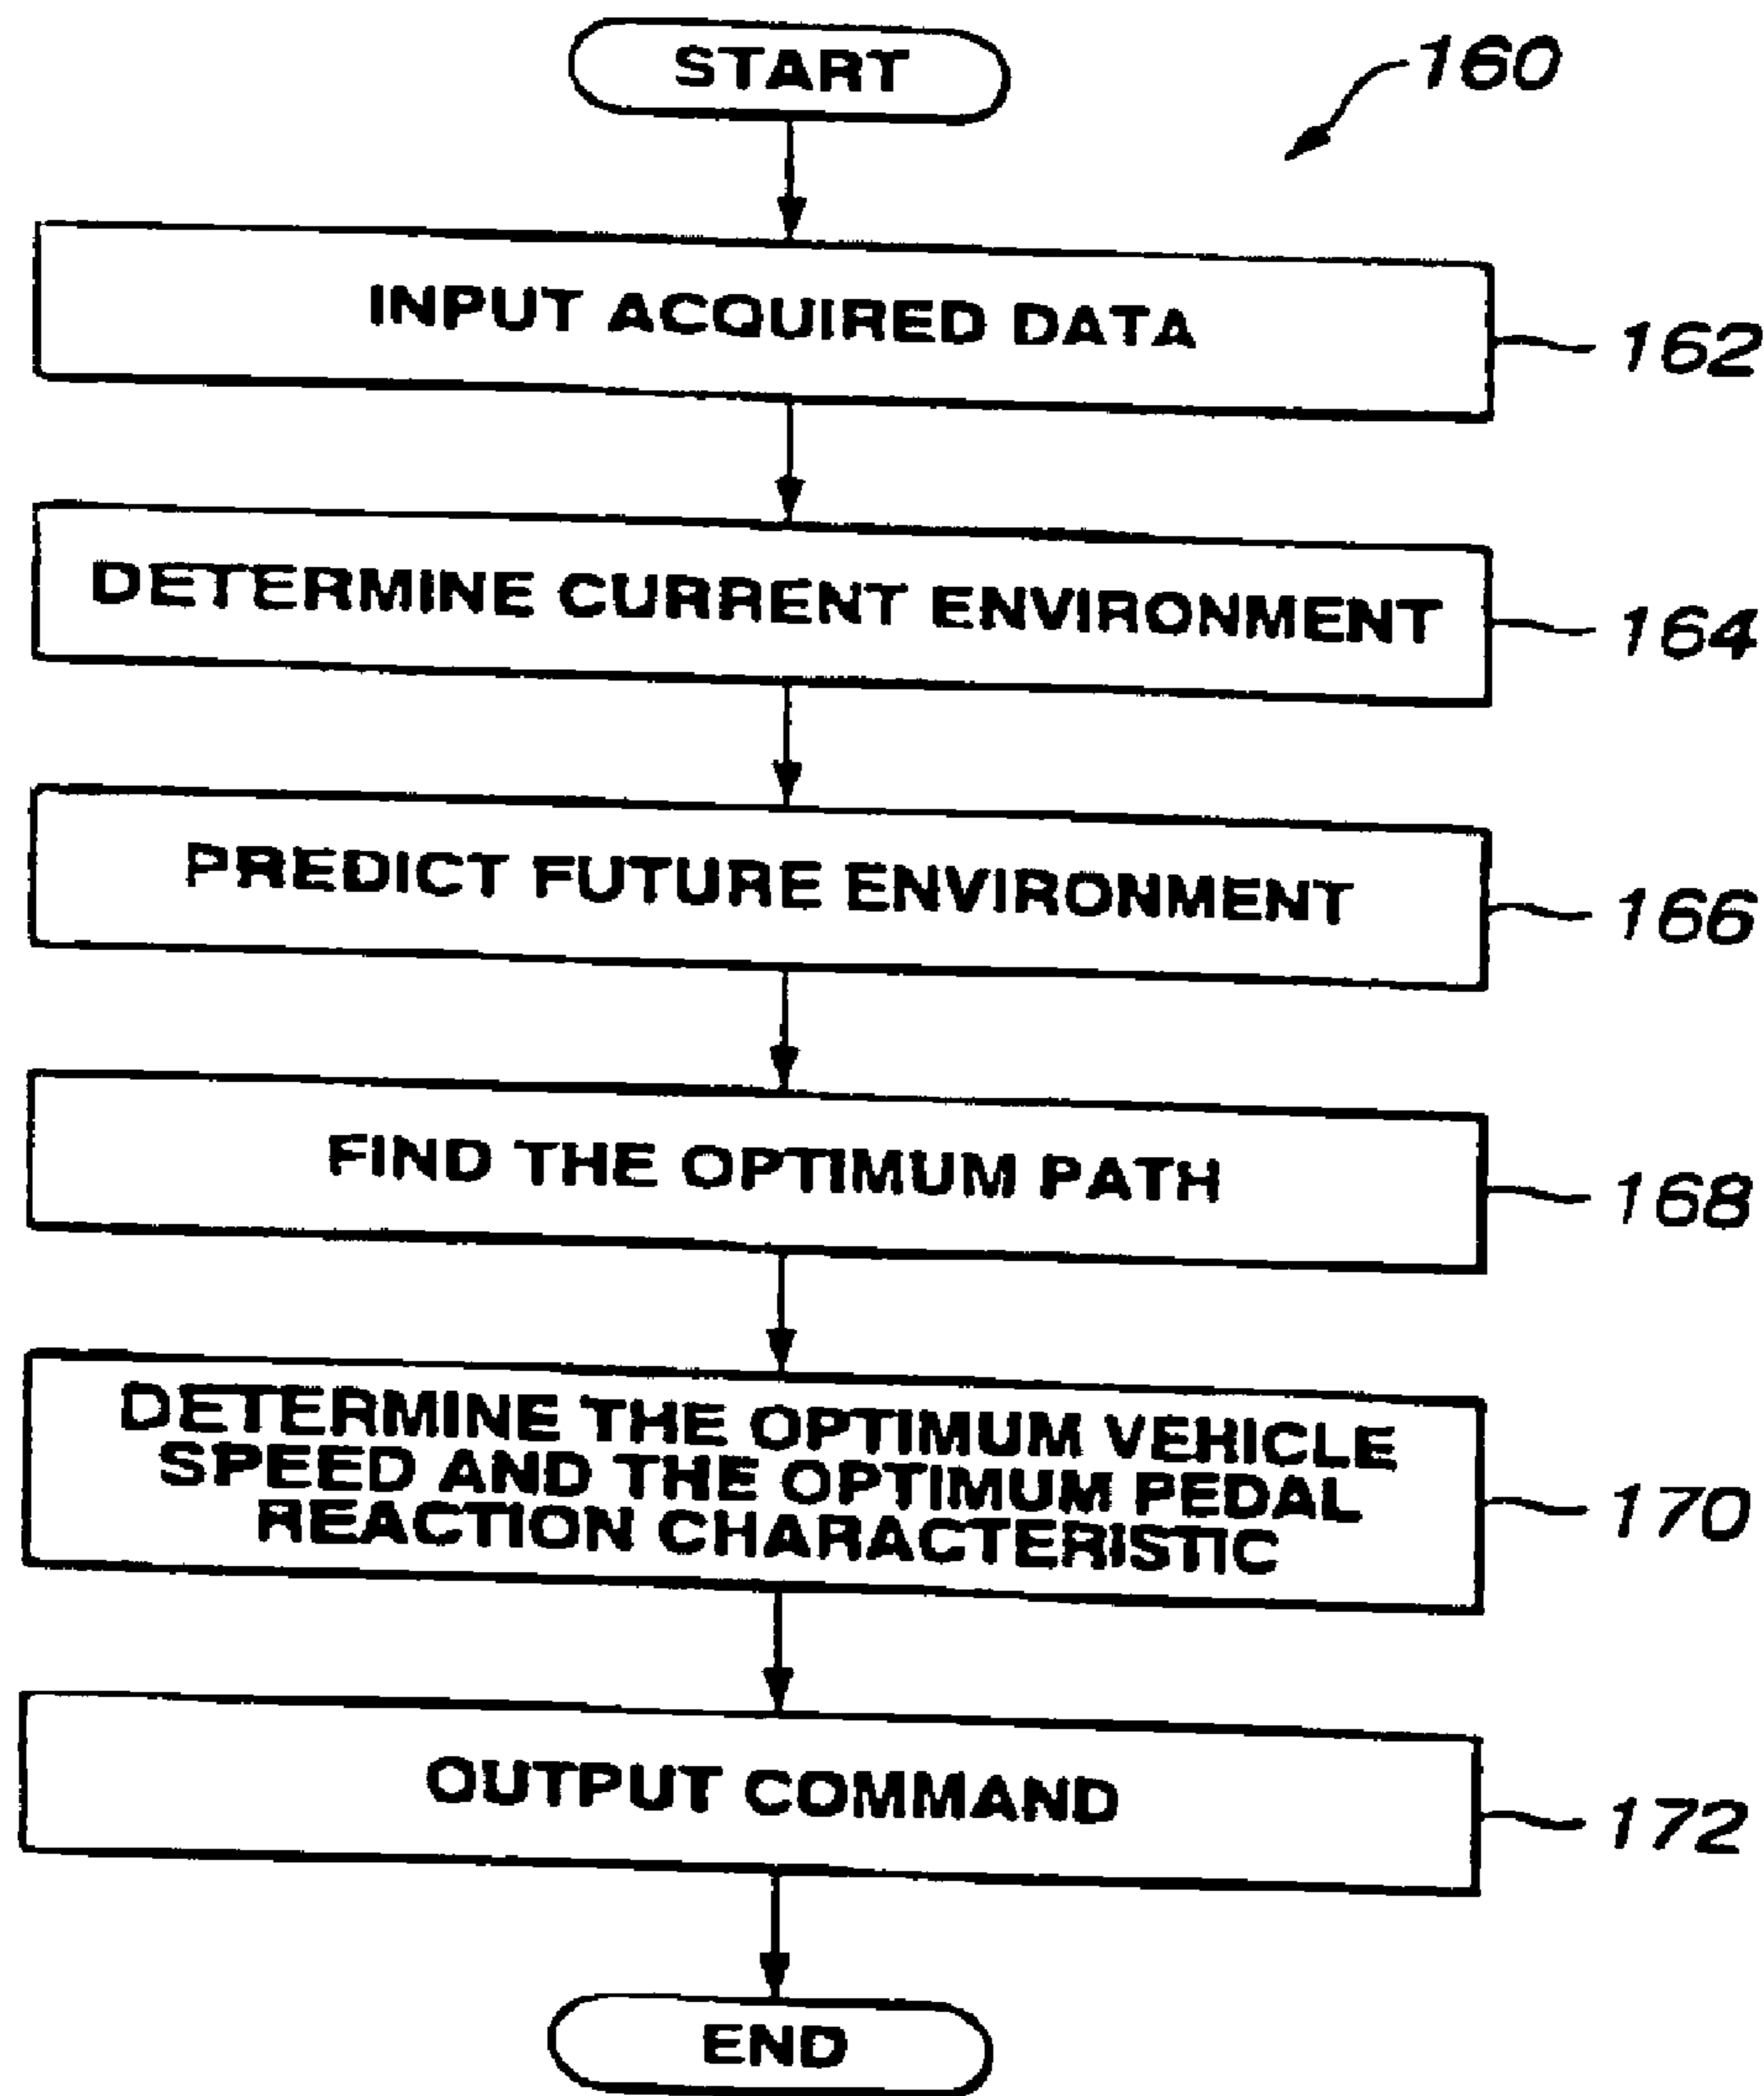 START
160
INPUT ACQUIRED DATA
162
DETERMINE CURRENT ENVIRONMENT
164
PREDICT FUTURE ENVIRONMENT
166
FIND THE OPTIMUM PATH
168
DETERMINE THE OPTIMUM VEHICLE
SPEED AND THE OPTIMUM PEDAL
REACTION CHARACTERISTIC
170
OUTPUT COMMAND
172
END